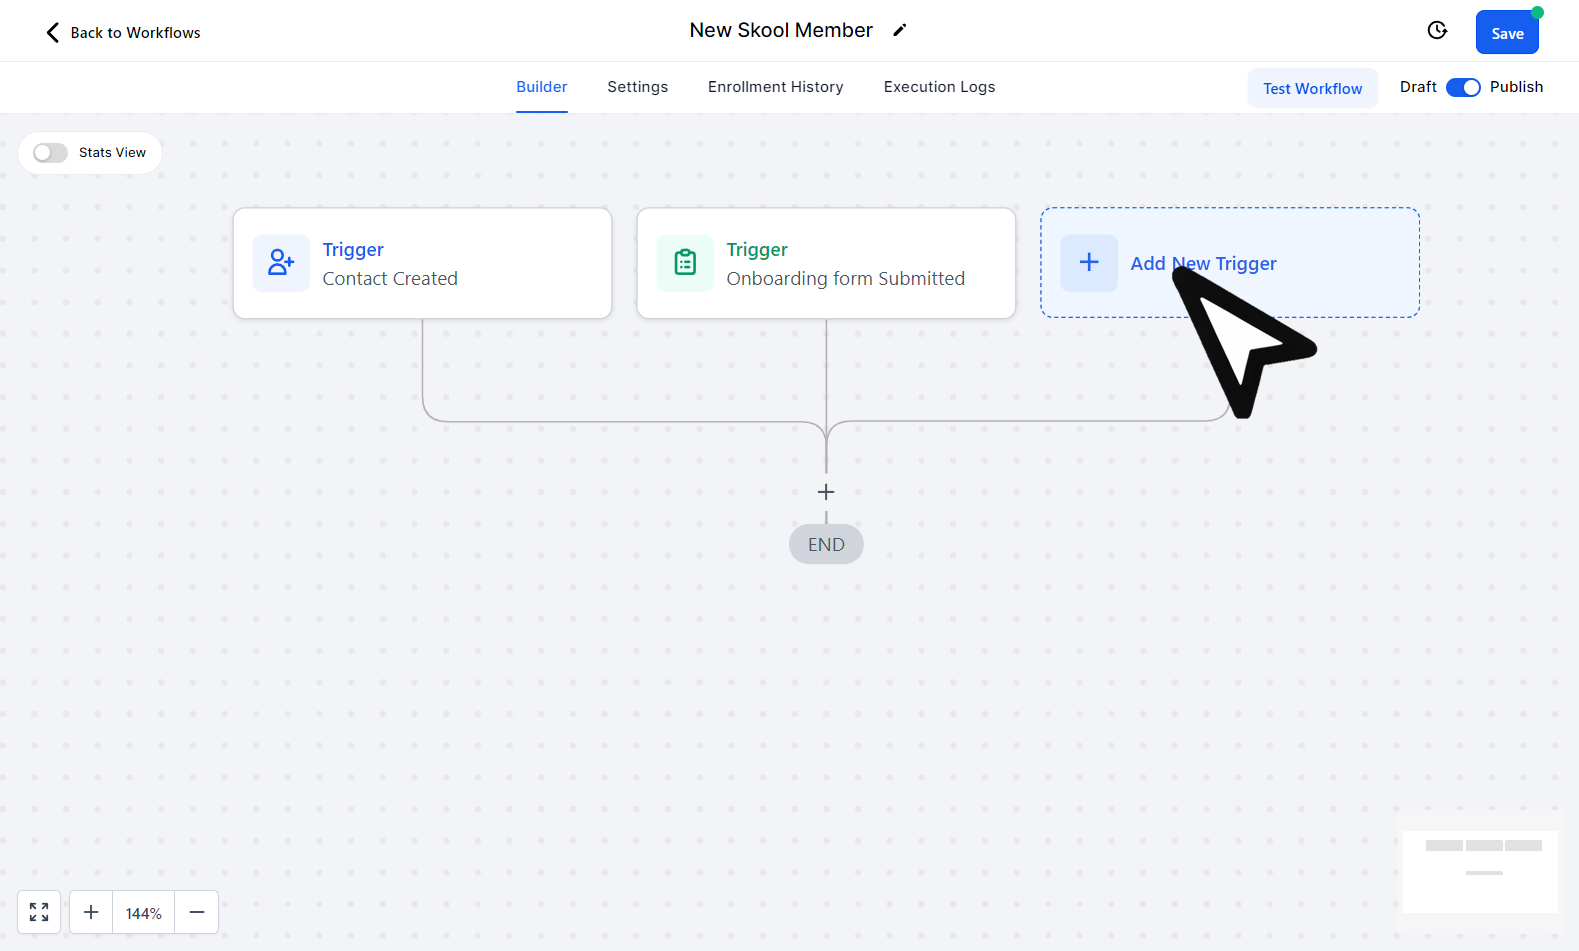 Back to Workflows
New Skool Member
Save
Builder
Settings
Enrollment History
Execution Logs
Test Workflow
Draft
Publish
Stats View
Trigger
Contact Created
Trigger
Onboarding form Submitted
Add New Trigger
END
144%